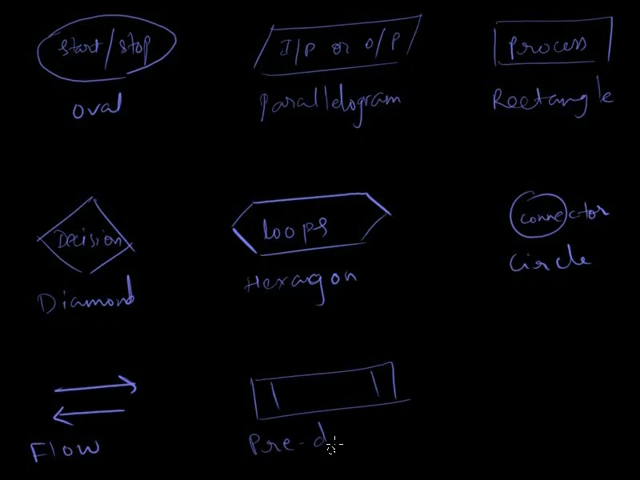 start/stop
I/P or O/P
Process
oval
Parallelogram
Rectangle
Decision
Loops
connector
Diamond
Hexagon
Circle
Flow
Pre-d